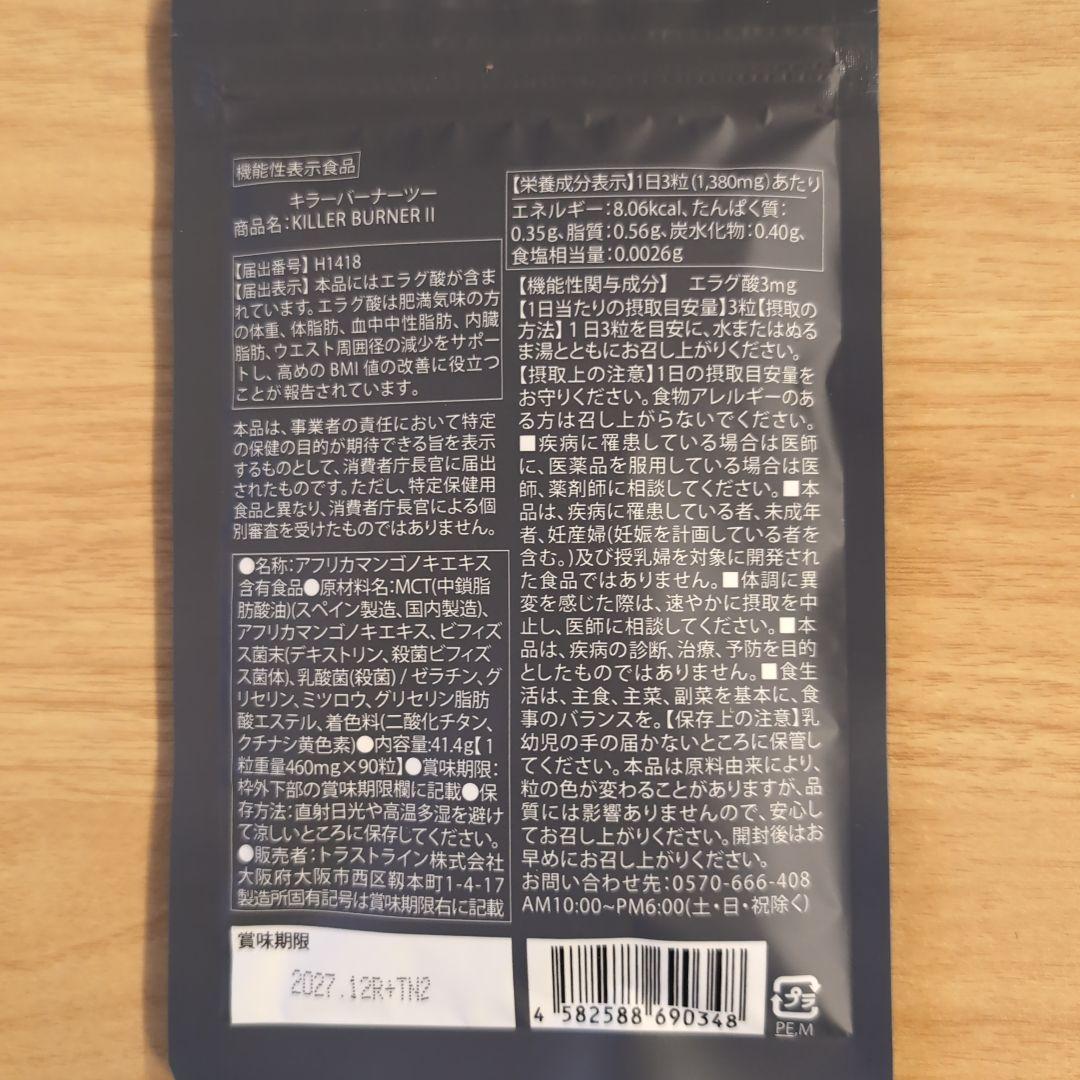 機能性表示食品
キラーバーナーツー
商品名：KILLER BURNER II
【届出番号】H1418
【届出表示】本品にはエラグ酸が含ま
れています。エラグ酸は肥満気味の方
の体重、体脂肪、血中中性脂肪、内臓
脂肪、ウエスト周囲径の減少をサポー
トし、高めの BMI 値の改善に役立つ
ことが報告されています。
本品は、事業者の責任において特定
の保健の目的が期待できる旨を表示
するものとして、消費者庁長官に届出
されたものです。ただし、特定保健用
食品と異なり、消費者庁長官による個
別審査を受けたものではありません。
●名称：アフリカマンゴノキエキス
含有食品●原材料名：MCT(中鎖脂
肪酸油)(スペイン製造、国内製造)、
アフリカマンゴノキエキス、ビフィズ
ス菌末(デキストリン、殺菌ビフィズ
ス菌体)、乳酸菌(殺菌) / ゼラチン、グ
リセリン、ミツロウ、グリセリン脂肪
酸エステル、着色料(二酸化チタン、
クチナシ黄色素)●内容量:41.4g【1
粒重量460mg×90粒】●賞味期限：
枠外下部の賞味期限欄に記載●保
存方法：直射日光や高温多湿を避け
て涼しいところに保存してください。
●販売者：トラストライン株式会社
大阪府大阪市西区靱本町1-4-17
製造所固有記号は賞味期限右に記載
賞味期限
2027.12R+TN2
【栄養成分表示】1日3粒(1,380mg)あたり
エネルギー：8.06kcal、たんぱく質：
0.35g、脂質：0.56g、炭水化物：0.40g、
食塩相当量：0.0026g
【機能性関与成分】 エラグ酸3mg
【1日当たりの摂取目安量】3粒【摂取の
方法】1日3粒を目安に、水またはぬる
ま湯とともにお召し上がりください。
【摂取上の注意】1日の摂取目安量を
お守りください。食物アレルギーのあ
る方は召し上がらないでください。
■疾病に罹患している場合は医師
に、医薬品を服用している場合は医
師、薬剤師に相談してください。■本
品は、疾病に罹患している者、未成年
者、妊産婦(妊娠を計画している者を
含む。)及び授乳婦を対象に開発され
た食品ではありません。■体調に異
変を感じた際は、速やかに摂取を中
止し、医師に相談してください。■本
品は、疾病の診断、治療、予防を目的
としたものではありません。■食生
活は、主食、主菜、副菜を基本に、食
事のバランスを。【保存上の注意】乳
幼児の手の届かないところに保管し
てください。本品は原料由来により、
粒の色が変わることがありますが、品
質には影響ありませんので、安心し
てお召し上がりください。開封後はお
早めにお召し上がりください。
お問い合わせ先：0570-666-408
AM10:00~PM6:00(土・日・祝除く)
4 582588 690348
プラ
PE,M